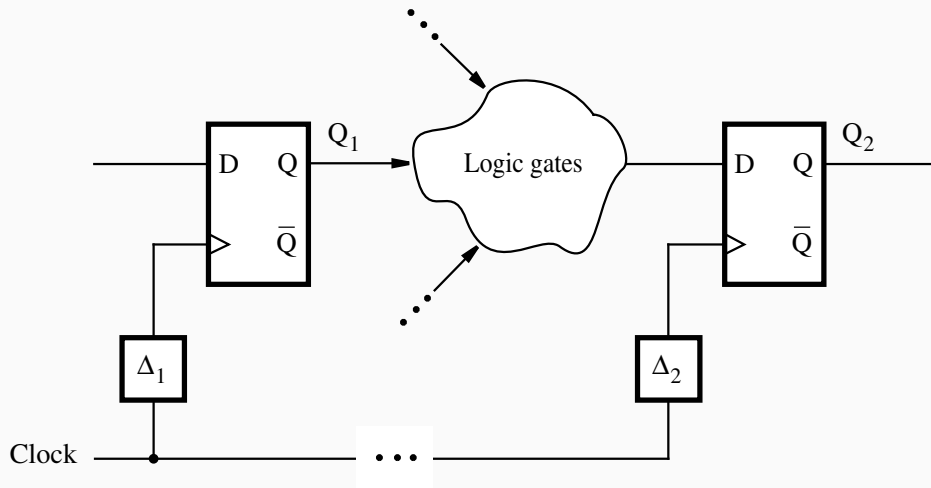 Q₁
Q₂
D Q
Logic gates
D Q
Q̅
Q̅
Δ₁
Δ₂
Clock